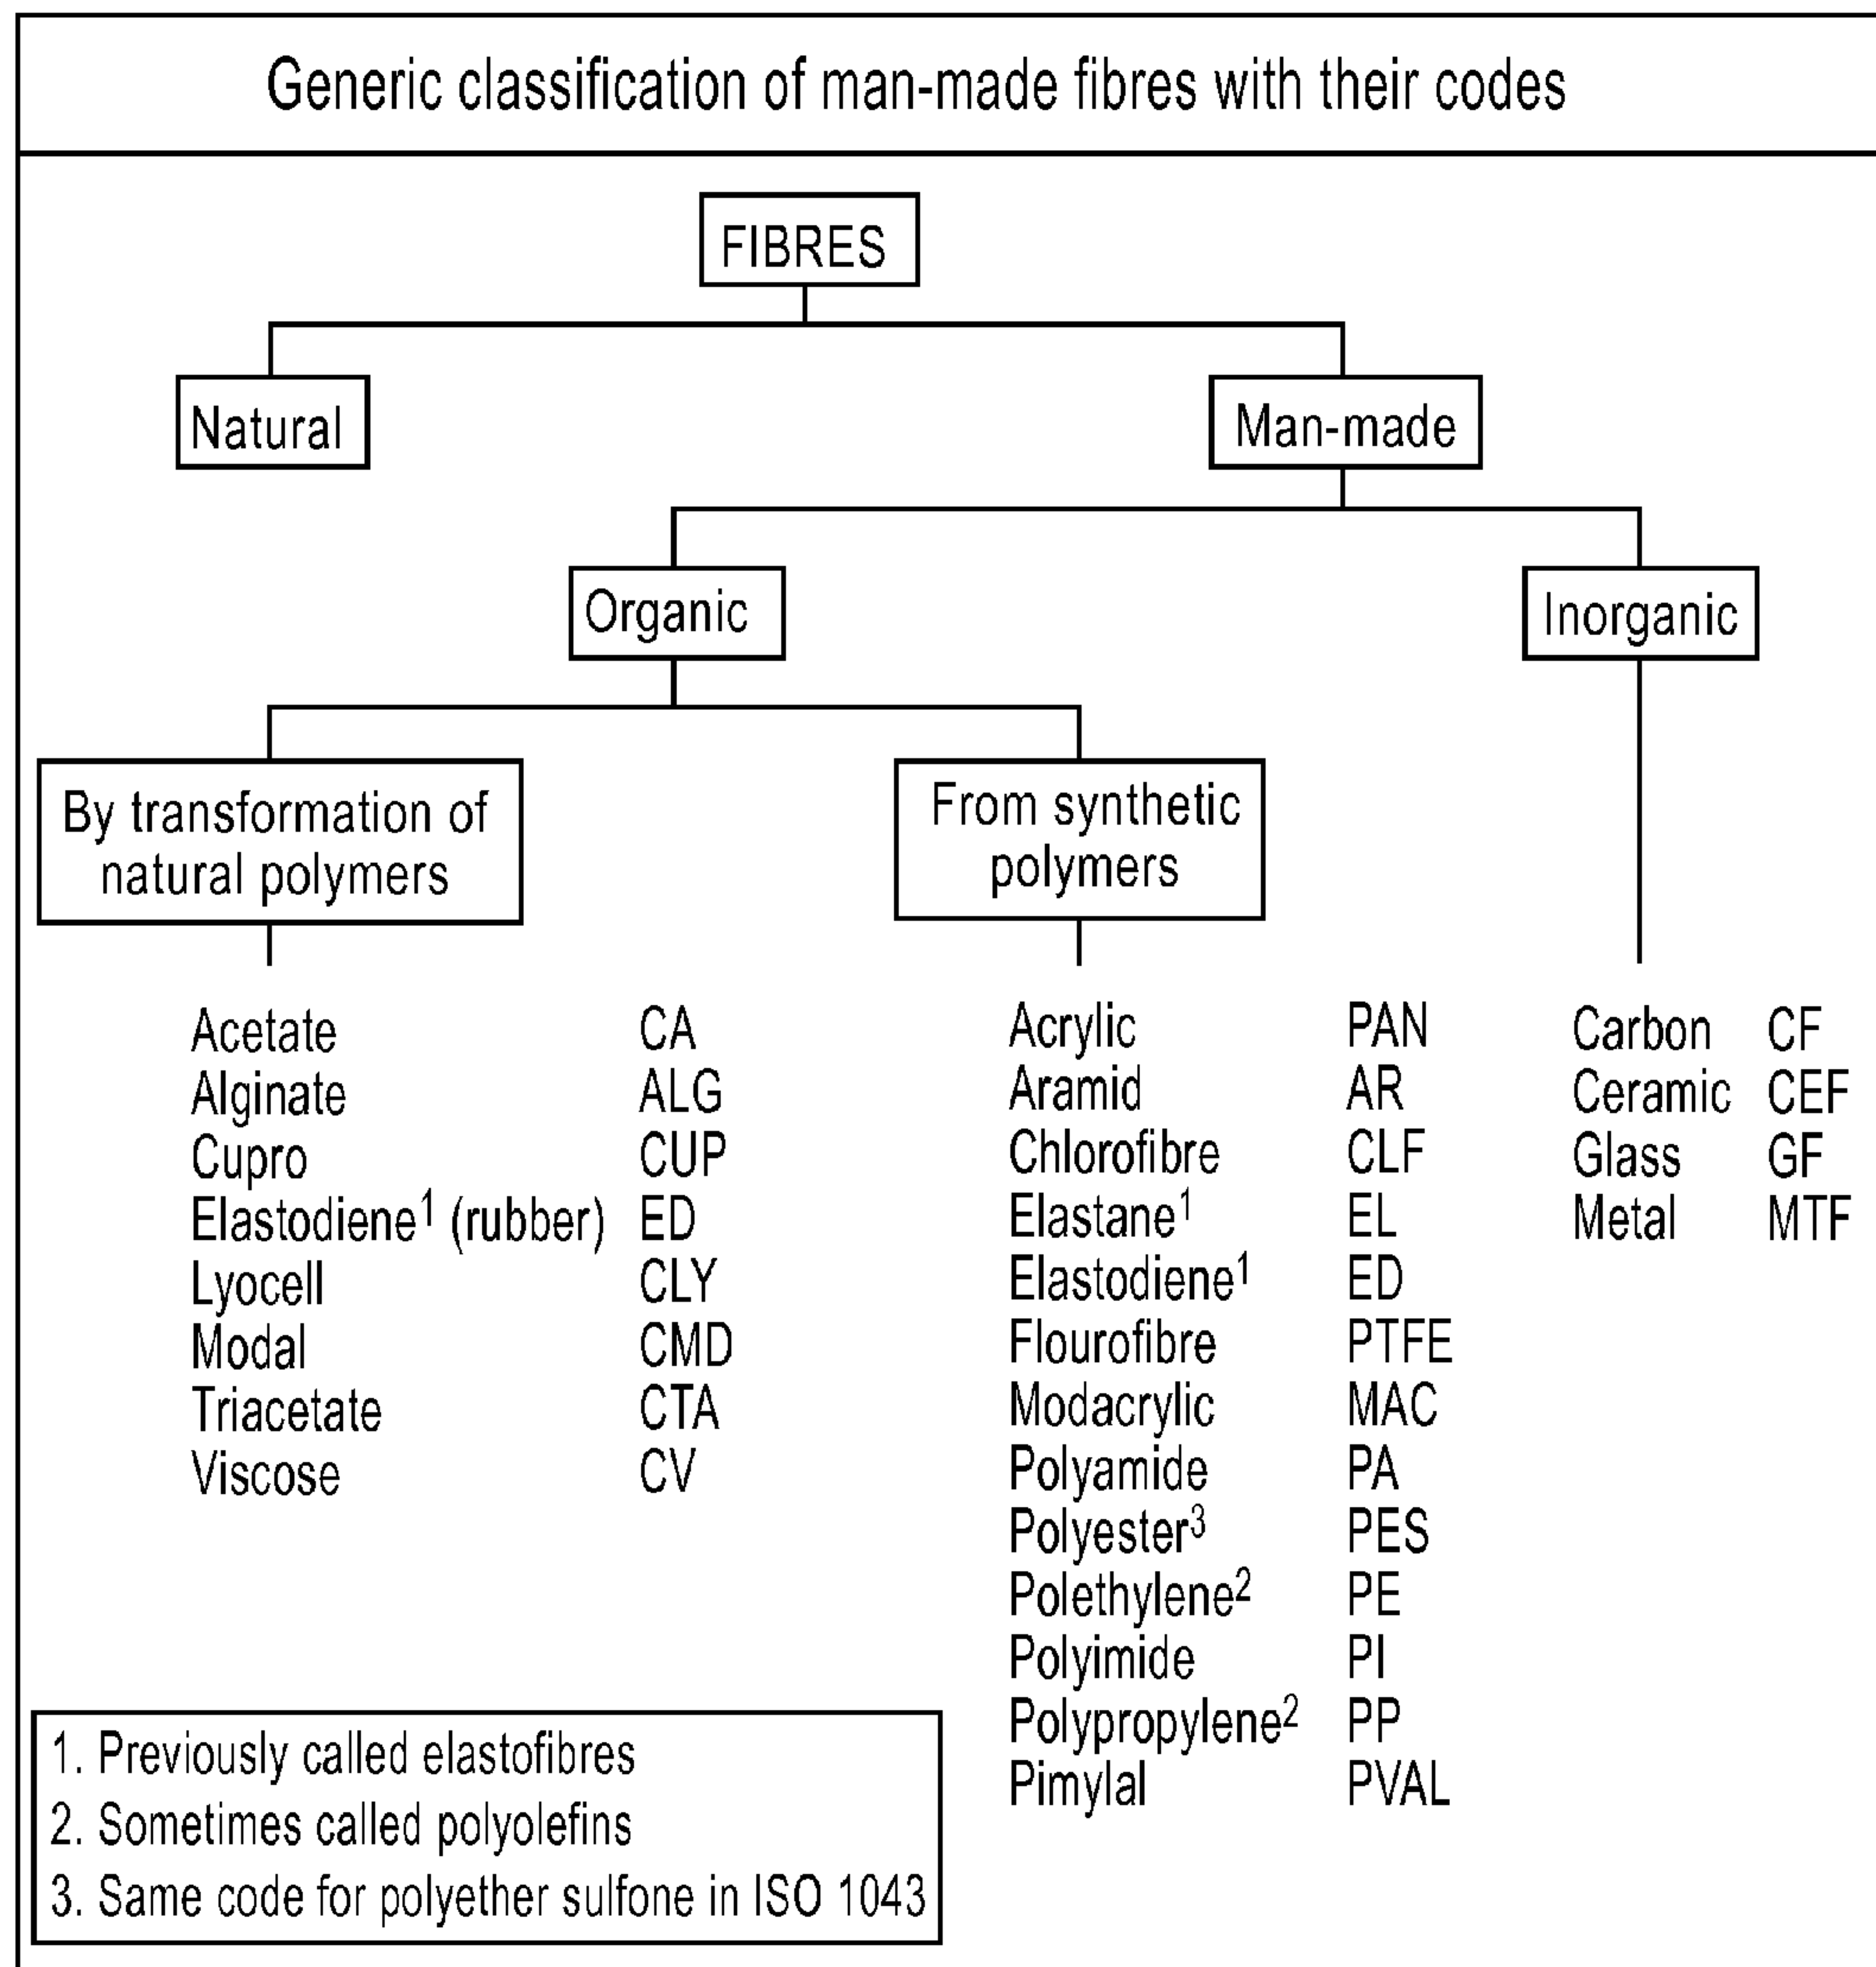 Generic classification of man-made fibres with their codes
FIBRES
Natural
Man-made
Organic
Inorganic
By transformation of
natural polymers
From synthetic
polymers
Acetate CA
Alginate ALG
Cupro CUP
Elastodiene¹ (rubber) ED
Lyocell CLY
Modal CMD
Triacetate CTA
Viscose CV
Acrylic PAN
Aramid AR
Chlorofibre CLF
Elastane¹ EL
Elastodiene¹ ED
Flourofibre PTFE
Modacrylic MAC
Polyamide PA
Polyester³ PES
Polethylene² PE
Polyimide PI
Polypropylene² PP
Pimylal PVAL
Carbon CF
Ceramic CEF
Glass GF
Metal MTF
1. Previously called elastofibres
2. Sometimes called polyolefins
3. Same code for polyether sulfone in ISO 1043